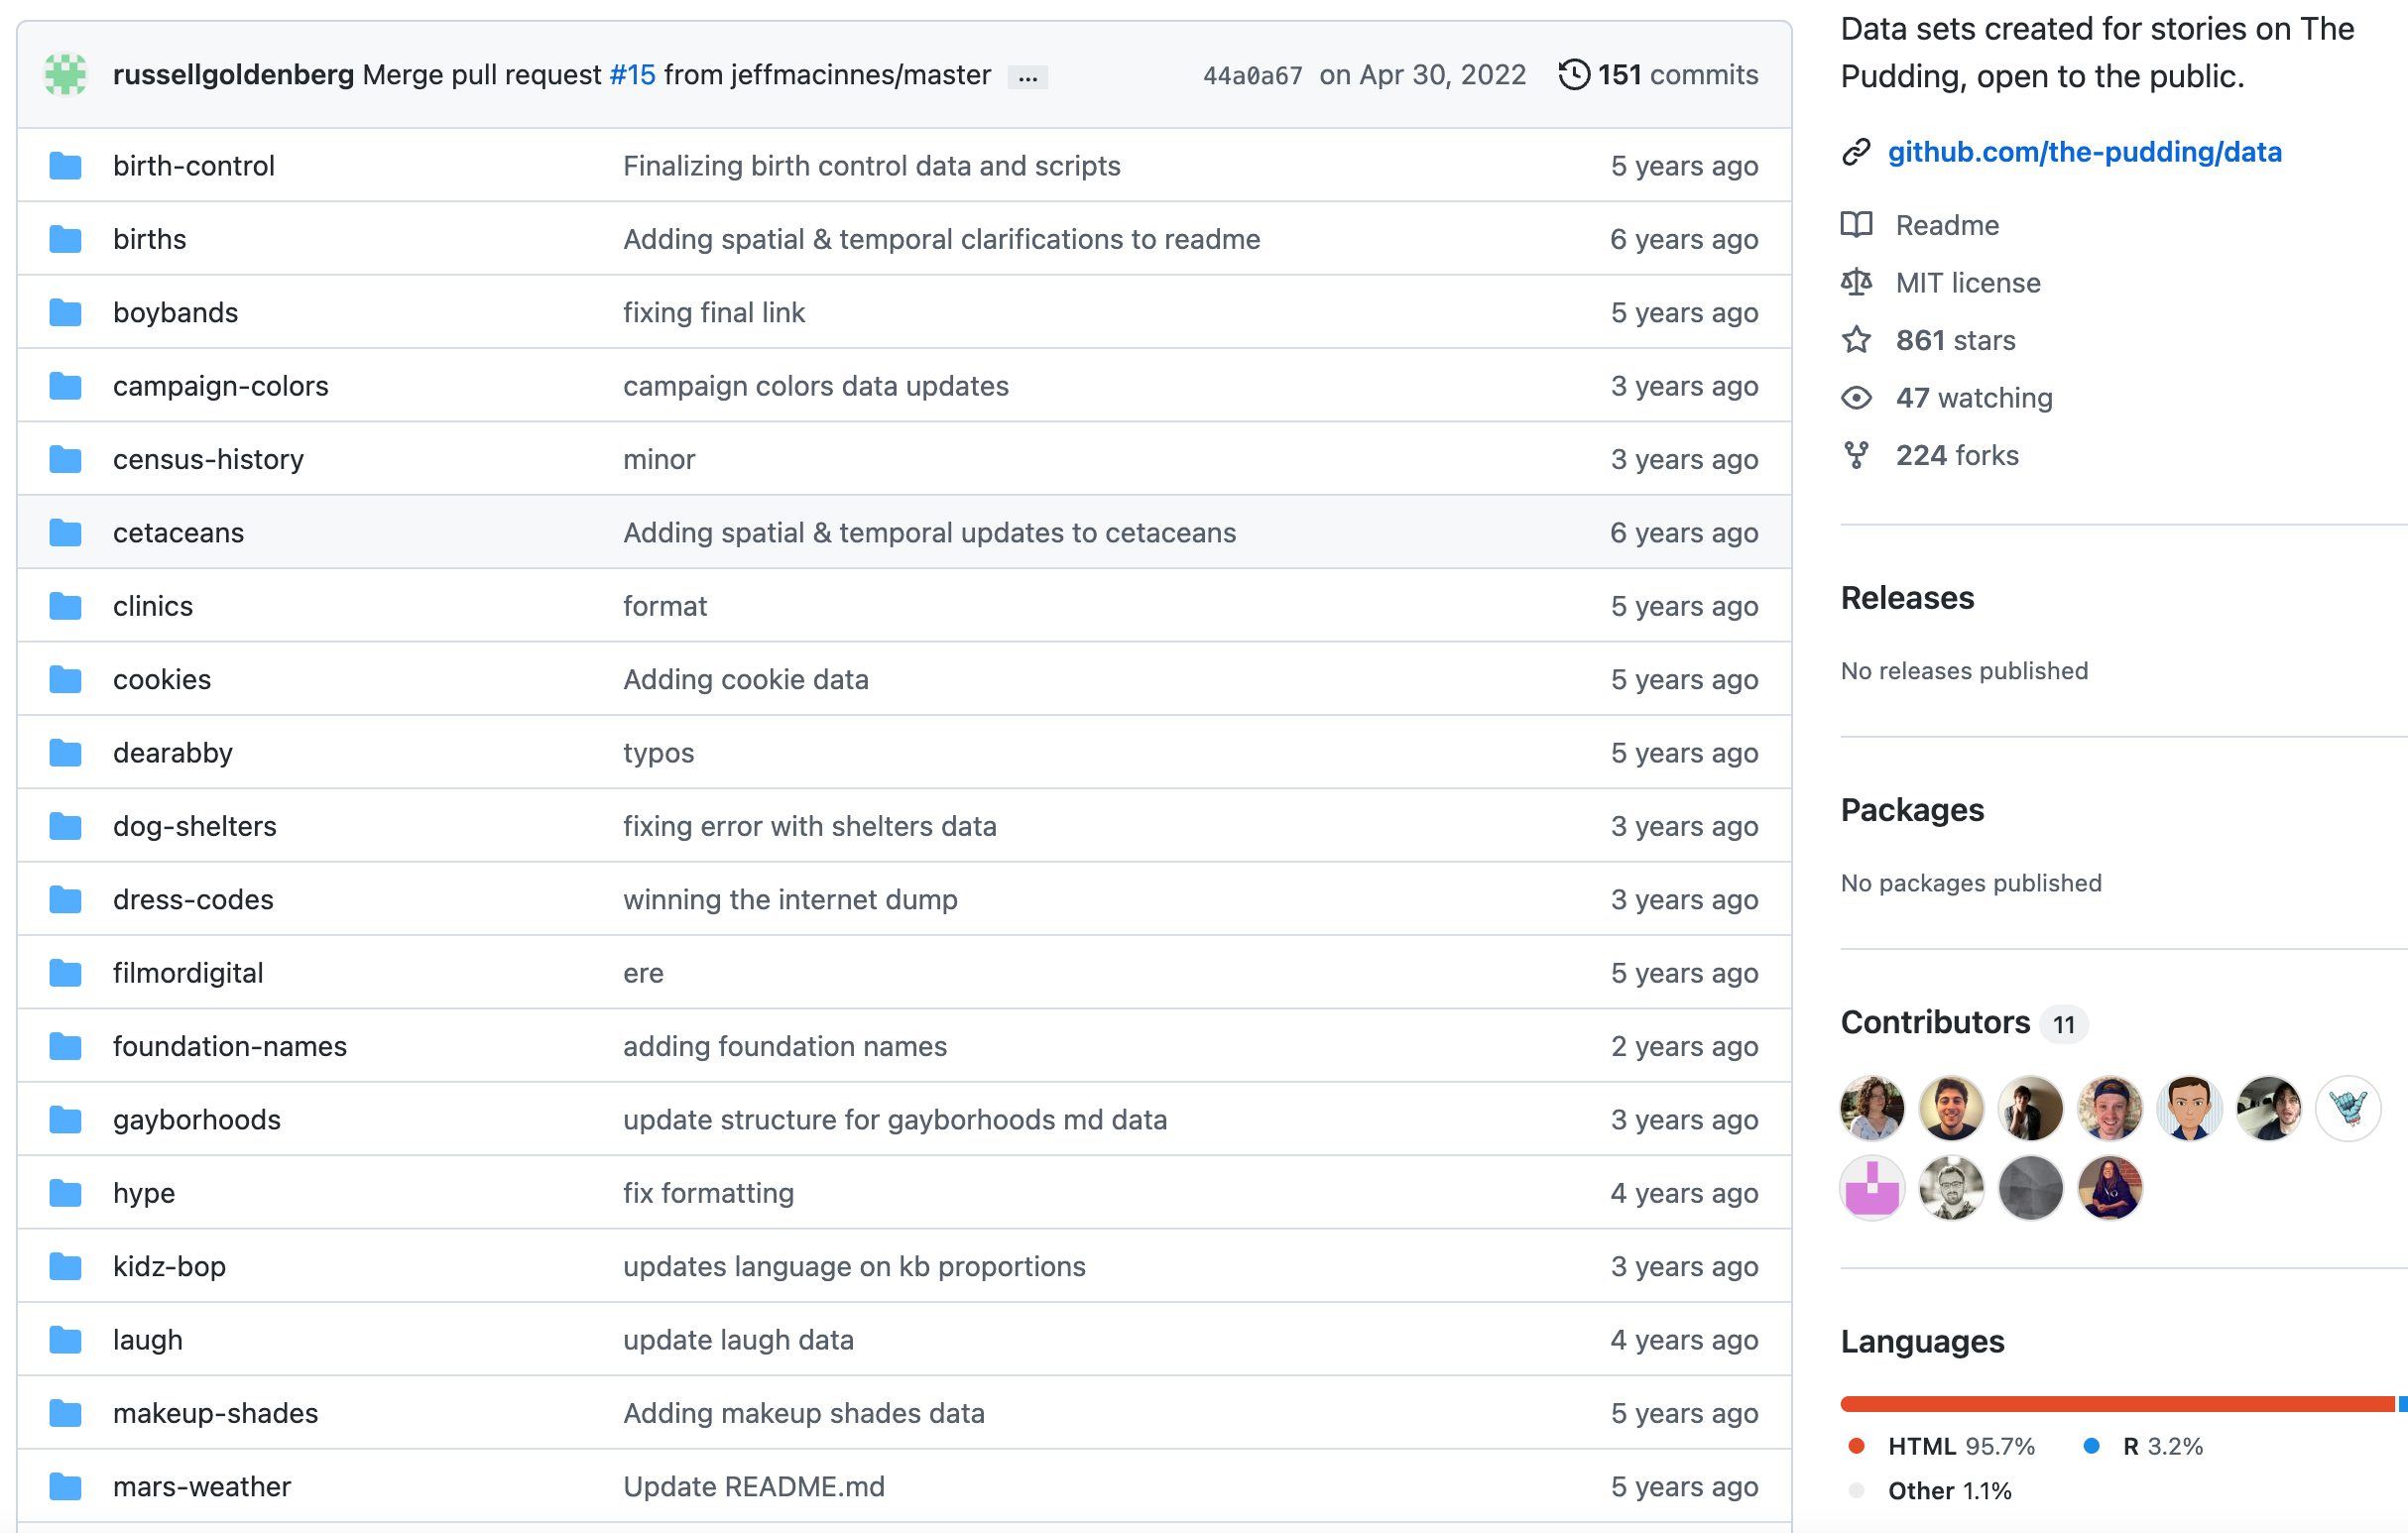 russellgoldenberg Merge pull request #15 from jeffmacinnes/master ... 44a0a67 on Apr 30, 2022 151 commits
birth-control Finalizing birth control data and scripts 5 years ago
births Adding spatial & temporal clarifications to readme 6 years ago
boybands fixing final link 5 years ago
campaign-colors campaign colors data updates 3 years ago
census-history minor 3 years ago
cetaceans Adding spatial & temporal updates to cetaceans 6 years ago
clinics format 5 years ago
cookies Adding cookie data 5 years ago
dearabby typos 5 years ago
dog-shelters fixing error with shelters data 3 years ago
dress-codes winning the internet dump 3 years ago
filmordigital ere 5 years ago
foundation-names adding foundation names 2 years ago
gayborhoods update structure for gayborhoods md data 3 years ago
hype fix formatting 4 years ago
kidz-bop updates language on kb proportions 3 years ago
laugh update laugh data 4 years ago
makeup-shades Adding makeup shades data 5 years ago
mars-weather Update README.md 5 years ago
Data sets created for stories on The
Pudding, open to the public.
github.com/the-pudding/data
Readme
MIT license
861 stars
47 watching
224 forks
Releases
No releases published
Packages
No packages published
Contributors 11
Languages
HTML 95.7% R 3.2%
Other 1.1%